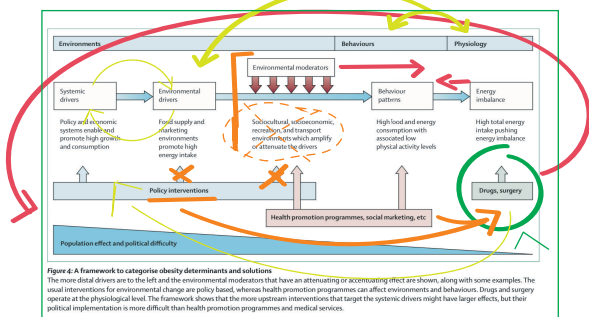 Environments
Behaviours
Physiology
Environmental moderators
Systemic
drivers
Environmental
drivers
Behaviour
patterns
Energy
imbalance
Policy and economic
systems enable and
promote high growth
and consumption
Food supply and
marketing
environments
promote high
energy intake
Sociocultural, socioeconomic,
recreation, and transport
environments which amplify
or attenuate the drivers
High food and energy
consumption with
associated low
physical activity levels
High total energy
intake pushing
energy imbalance
Policy interventions
Drugs, surgery
Health promotion programmes, social marketing, etc
Population effect and political difficulty
Figure 4: A framework to categorise obesity determinants and solutions
The more distal drivers are to the left and the environmental moderators that have an attenuating or accentuating effect are shown, along with some examples. The
usual interventions for environmental change are policy based, whereas health promotion programmes can affect environments and behaviours. Drugs and surgery
operate at the physiological level. The framework shows that the more upstream interventions that target the systemic drivers might have larger effects, but their
political implementation is more difficult than health promotion programmes and medical services.